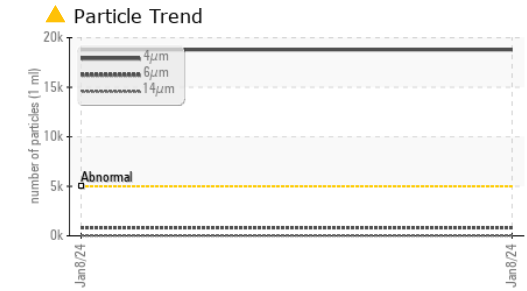 Particle Trend
number of particles (1 ml)
20k
15k
10k
5k
0k
4µm
6µm
14µm
Abnormal
Jan8/24
Jan8/24